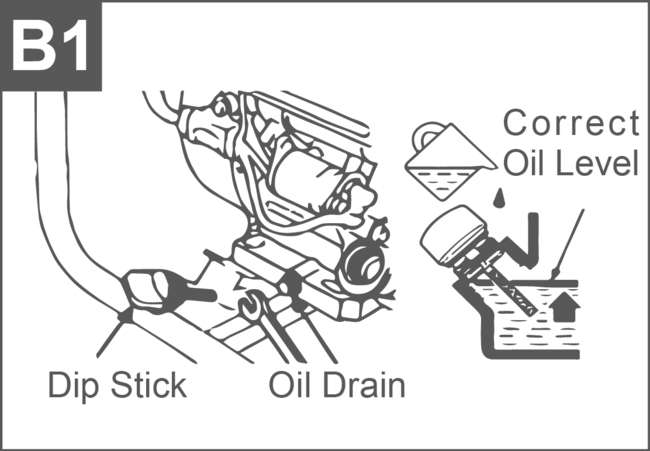 B1
Correct
Oil Level
Dip Stick
Oil Drain